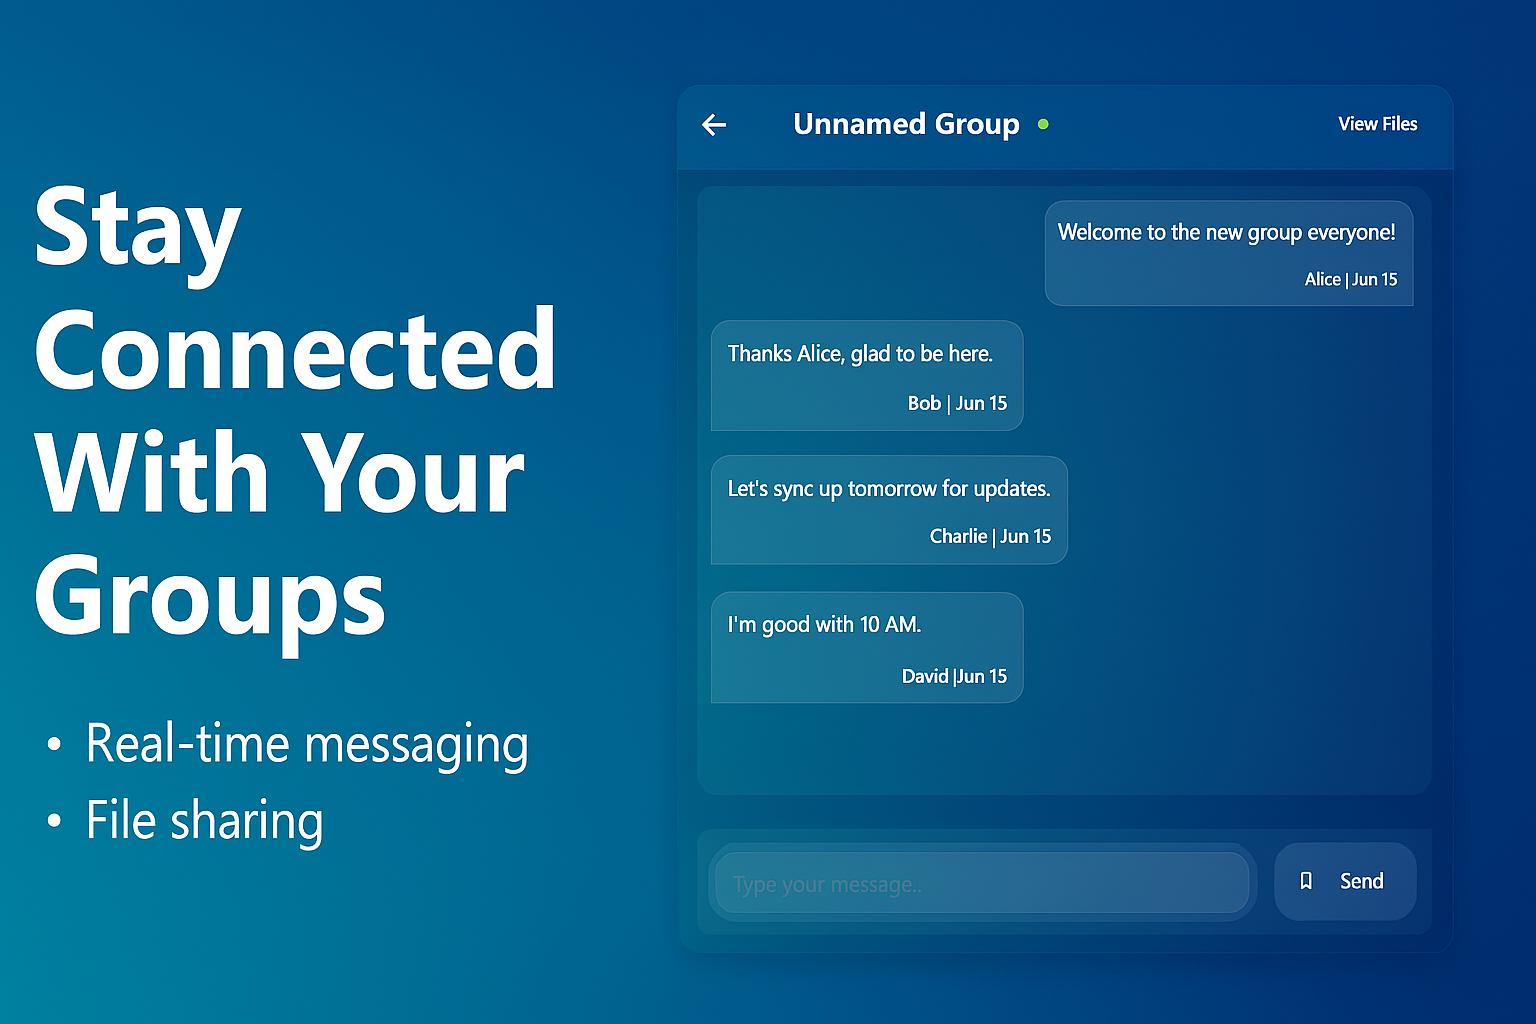 Stay
Connected
With Your
Groups
• Real-time messaging
• File sharing
Unnamed Group
View Files
Welcome to the new group everyone!
Alice | Jun 15
Thanks Alice, glad to be here.
Bob | Jun 15
Let's sync up tomorrow for updates.
Charlie | Jun 15
I'm good with 10 AM.
David |Jun 15
Type your message..
Send